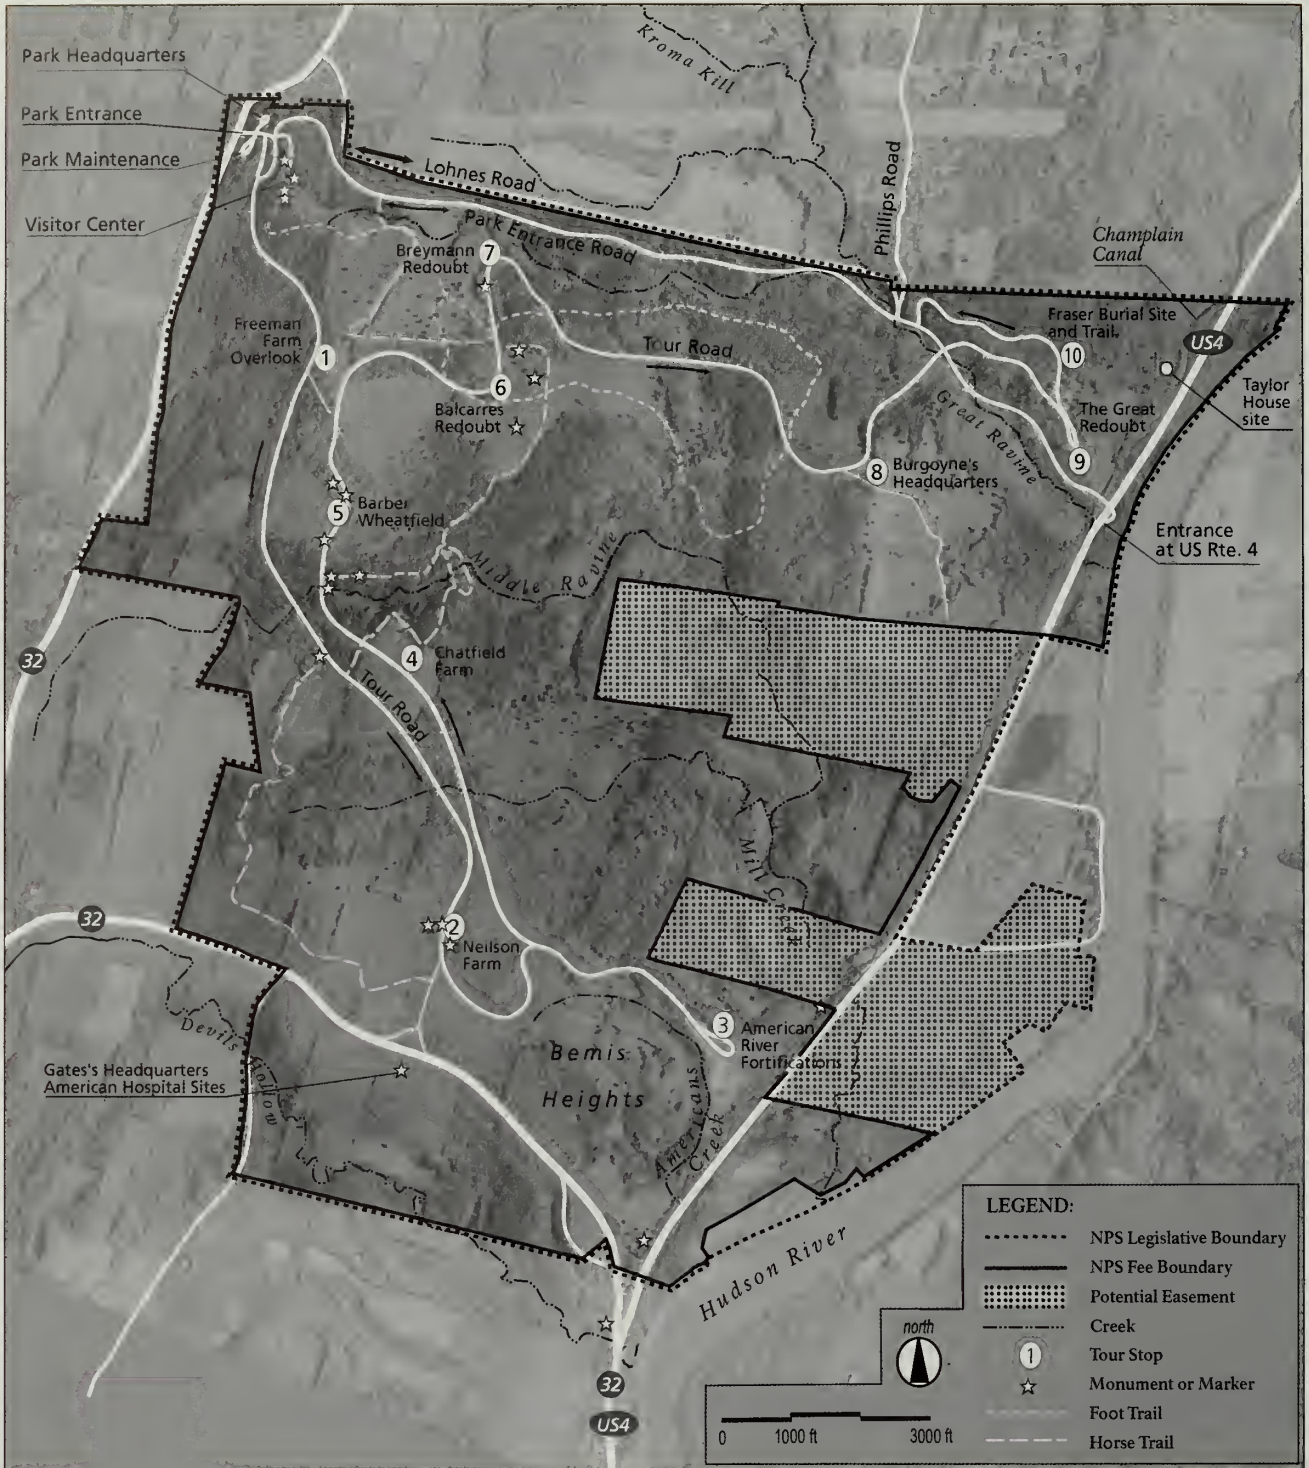 Kroma Kill
Park Headquarters
Park Entrance
Park Maintenance
Visitor Center
Lohnes Road
Phillips Road
Park Entrance Road
Champlain
Canal
Breymann
Redoubt
7
Freeman
Farm
Overlook
1
Fraser Burial Site
and Trail
10
US4
Tour Road
6
Balcarres
Redoubt
Taylor
House
site
The Great
Redoubt
9
Great Ravine
8
Burgoyne's
Headquarters
5
Barber
Wheatfield
Entrance
at US Rte. 4
Middle Ravine
32
4
Chatfield
Farm
Tour Road
Mill Creek
32
2
Neilson
Farm
3
American
River
Fortifications
Devils Hollow
Bemis
Heights
Gates's Headquarters
American Hospital Sites
Americans
Creek
Hudson River
32
US4
LEGEND:
NPS Legislative Boundary
NPS Fee Boundary
Potential Easement
Creek
1
Tour Stop
Monument or Marker
Foot Trail
Horse Trail
north
0 1000 ft 3000 ft